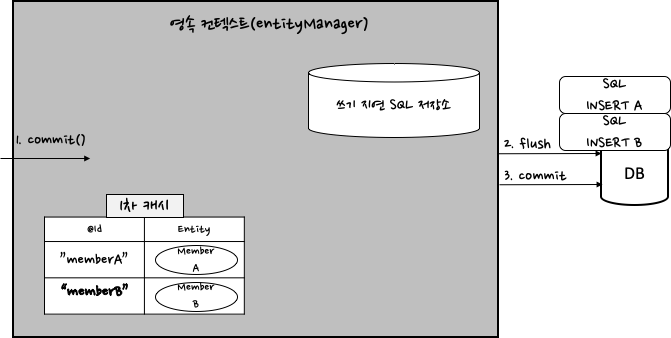 영속 컨텍스트(entityManager)
쓰기 지연 SQL 저장소
SQL
INSERT A
SQL
INSERT B
1. commit()
2. flush
3. commit
DB
1차 캐시
@Id Entity
"memberA" Member
A
"memberB" Member
B